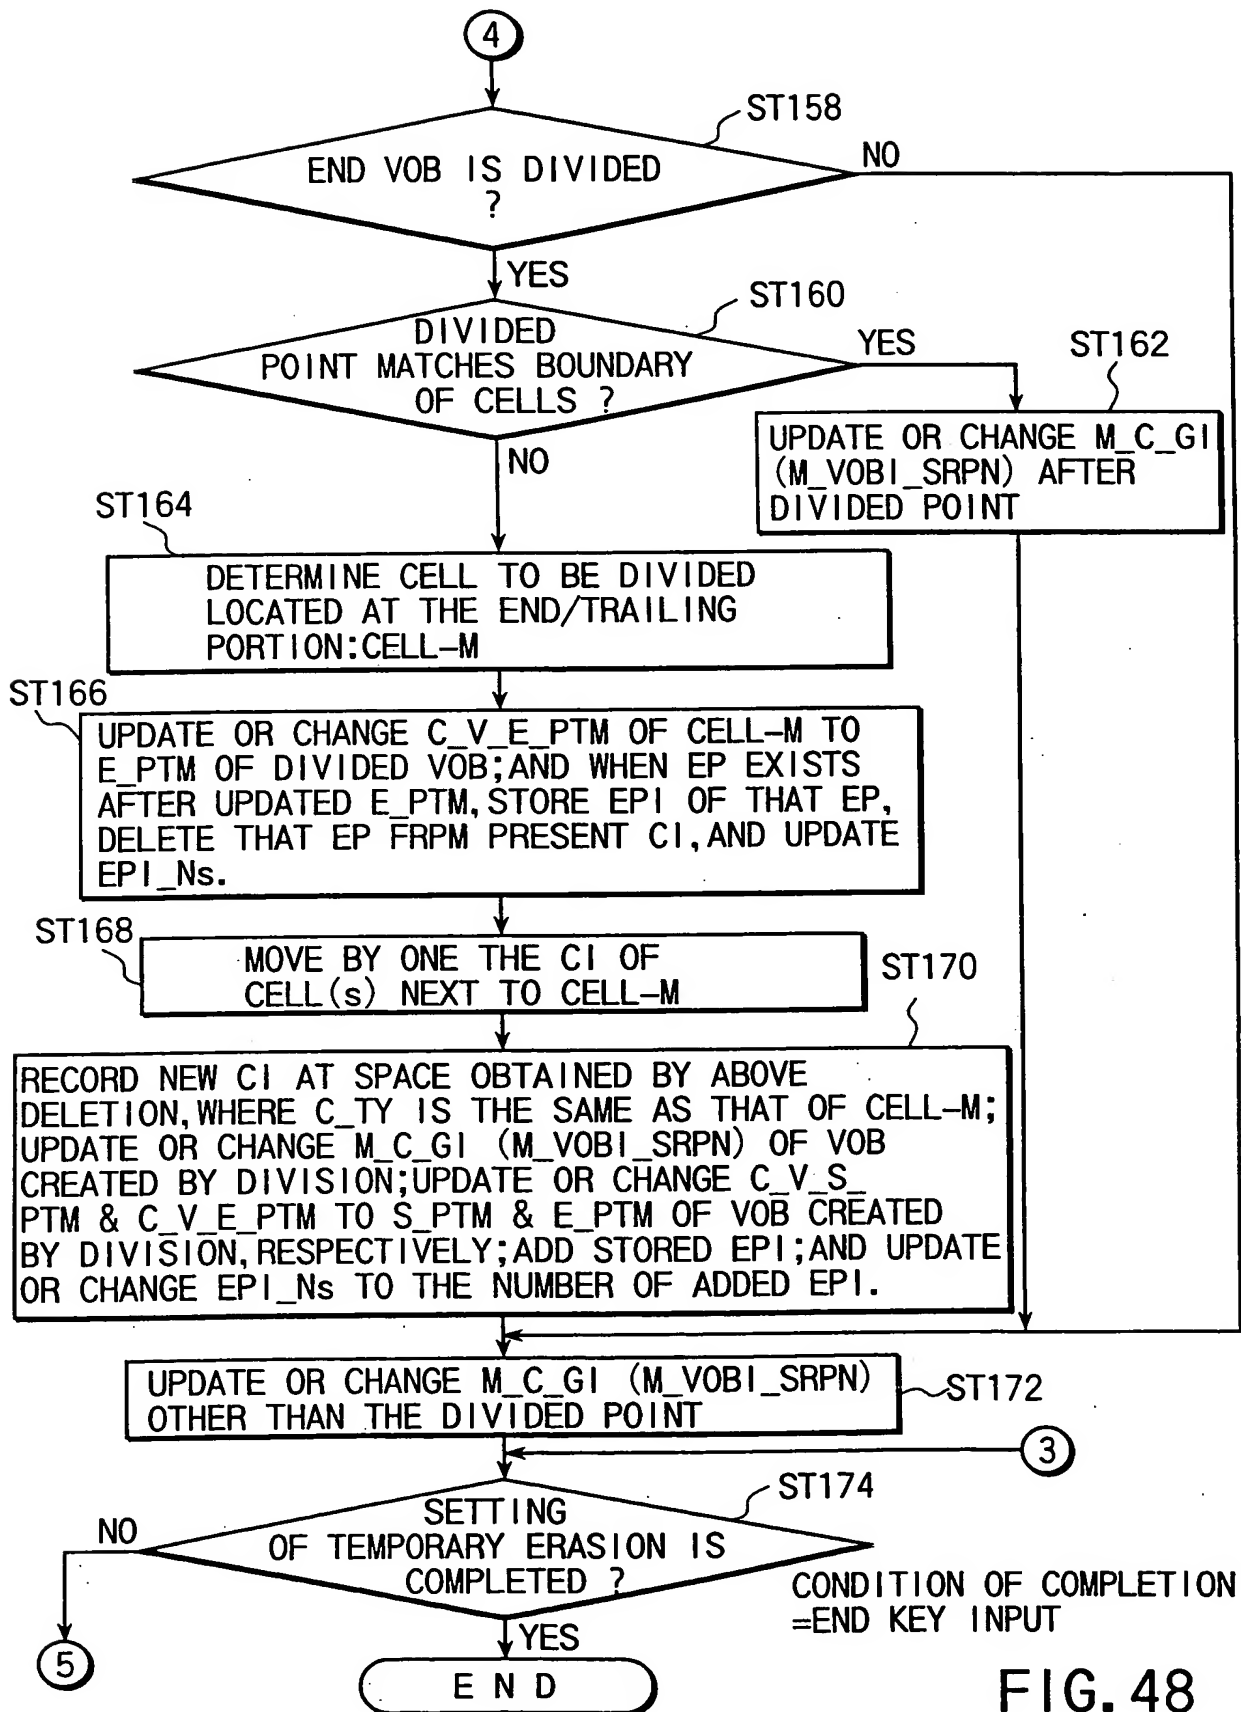 4
ST158
END VOB IS DIVIDED
?
NO
YES
ST160
DIVIDED
POINT MATCHES BOUNDARY
OF CELLS ?
YES
ST162
UPDATE OR CHANGE M_C_GI
(M_VOBI_SRPN) AFTER
DIVIDED POINT
NO
ST164
DETERMINE CELL TO BE DIVIDED
LOCATED AT THE END/TRAILING
PORTION:CELL-M
ST166
UPDATE OR CHANGE C_V_E_PTM OF CELL-M TO
E_PTM OF DIVIDED VOB;AND WHEN EP EXISTS
AFTER UPDATED E_PTM, STORE EPI OF THAT EP,
DELETE THAT EP FRPM PRESENT CI, AND UPDATE
EPI_Ns.
ST168
MOVE BY ONE THE CI OF
CELL(s) NEXT TO CELL-M
ST170
RECORD NEW CI AT SPACE OBTAINED BY ABOVE
DELETION, WHERE C_TY IS THE SAME AS THAT OF CELL-M;
UPDATE OR CHANGE M_C_GI (M_VOBI_SRPN) OF VOB
CREATED BY DIVISION;UPDATE OR CHANGE C_V_S_
PTM & C_V_E_PTM TO S_PTM & E_PTM OF VOB CREATED
BY DIVISION, RESPECTIVELY;ADD STORED EPI;AND UPDATE
OR CHANGE EPI_Ns TO THE NUMBER OF ADDED EPI.
UPDATE OR CHANGE M_C_GI (M_VOBI_SRPN)
OTHER THAN THE DIVIDED POINT
ST172
3
ST174
SETTING
OF TEMPORARY ERASION IS
COMPLETED ?
NO
CONDITION OF COMPLETION
=END KEY INPUT
YES
5
END
FIG. 48